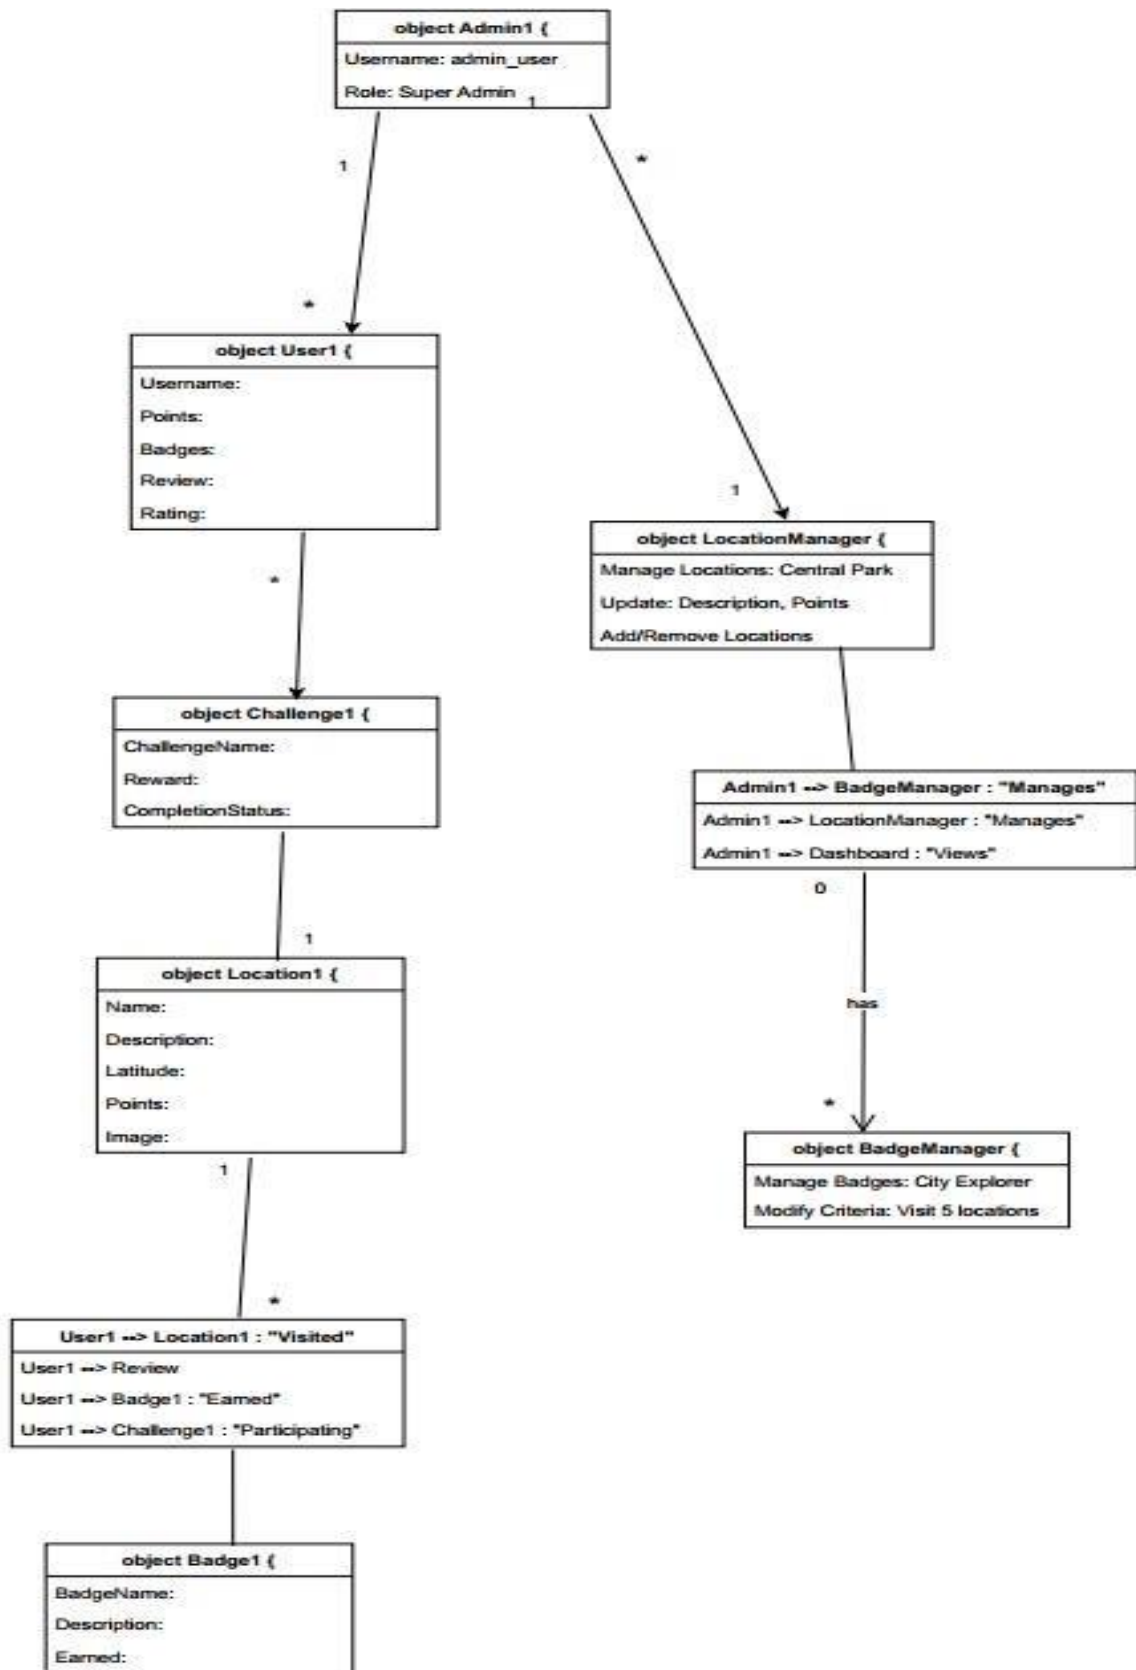 object Admin1 {
Username: admin_user
Role: Super Admin
1
1
*
*
object User1 {
Username:
Points:
Badges:
Review:
Rating:
1
object LocationManager {
Manage Locations: Central Park
Update: Description, Points
Add/Remove Locations
*
object Challenge1 {
ChallengeName:
Reward:
CompletionStatus:
Admin1 --> BadgeManager : "Manages"
Admin1 --> LocationManager : "Manages"
Admin1 --> Dashboard : "Views"
0
1
object Location1 {
Name:
Description:
Latitude:
Points:
Image:
has
*
object BadgeManager {
Manage Badges: City Explorer
Modify Criteria: Visit 5 locations
1
*
User1 --> Location1 : "Visited"
User1 --> Review
User1 --> Badge1 : "Earned"
User1 --> Challenge1 : "Participating"
object Badge1 {
BadgeName:
Description:
Earned: